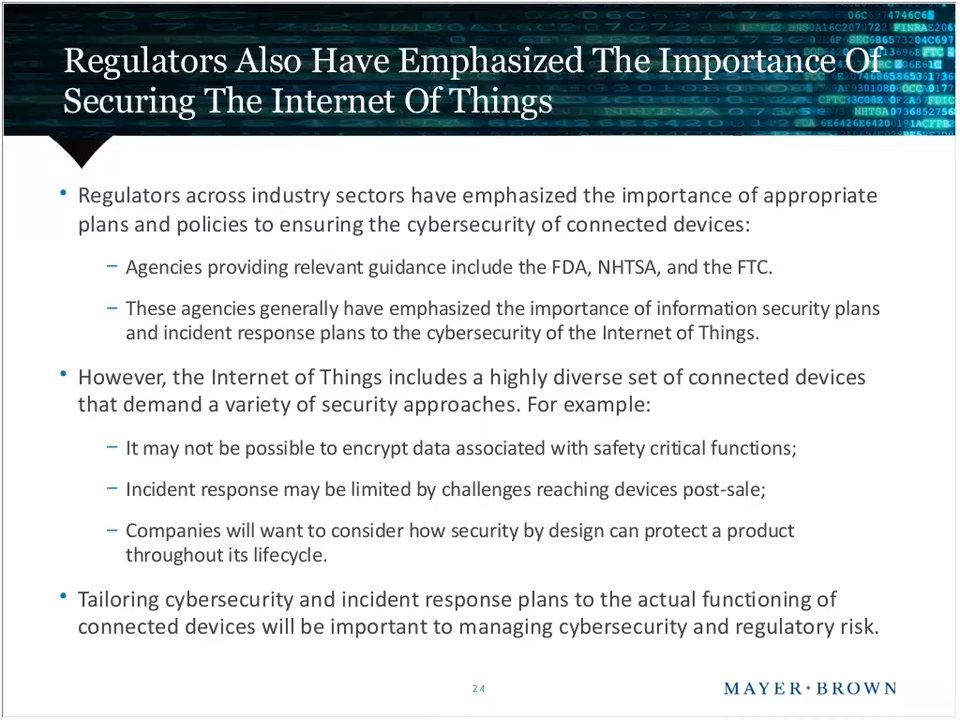 Regulators Also Have Emphasized The Importance Of
Securing The Internet Of Things
• Regulators across industry sectors have emphasized the importance of appropriate
plans and policies to ensuring the cybersecurity of connected devices:
– Agencies providing relevant guidance include the FDA, NHTSA, and the FTC.
– These agencies generally have emphasized the importance of information security plans
and incident response plans to the cybersecurity of the Internet of Things.
• However, the Internet of Things includes a highly diverse set of connected devices
that demand a variety of security approaches. For example:
– It may not be possible to encrypt data associated with safety critical functions;
– Incident response may be limited by challenges reaching devices post-sale;
– Companies will want to consider how security by design can protect a product
throughout its lifecycle.
• Tailoring cybersecurity and incident response plans to the actual functioning of
connected devices will be important to managing cybersecurity and regulatory risk.
24
MAYER•BROWN